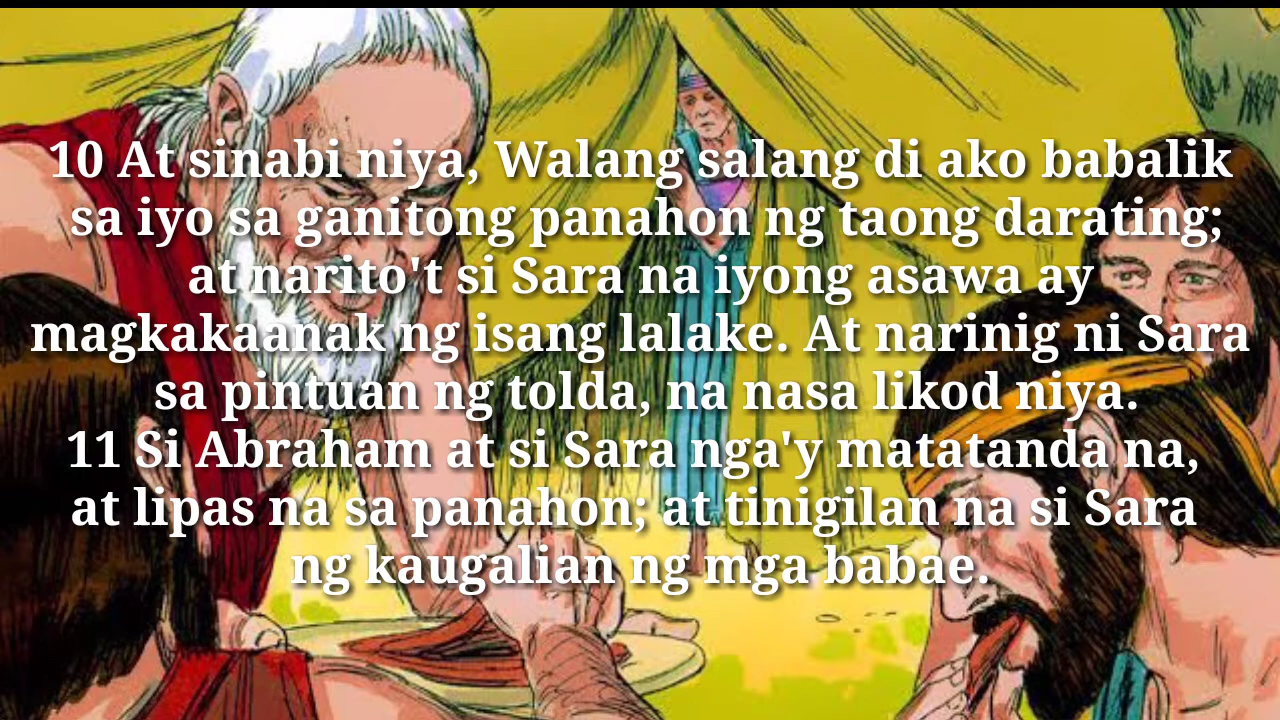 10 At sinabi niya, Walang salang di ako babalik
sa iyo sa ganitong panahon ng taong darating;
at narito't si Sara na iyong asawa ay
magkakaanak ng isang lalake. At narinig ni Sara
sa pintuan ng tolda, na nasa likod niya.
11 Si Abraham at si Sara nga'y matatanda na,
at lipas na sa panahon; at tinigilan na si Sara
ng kaugalian ng mga babae.